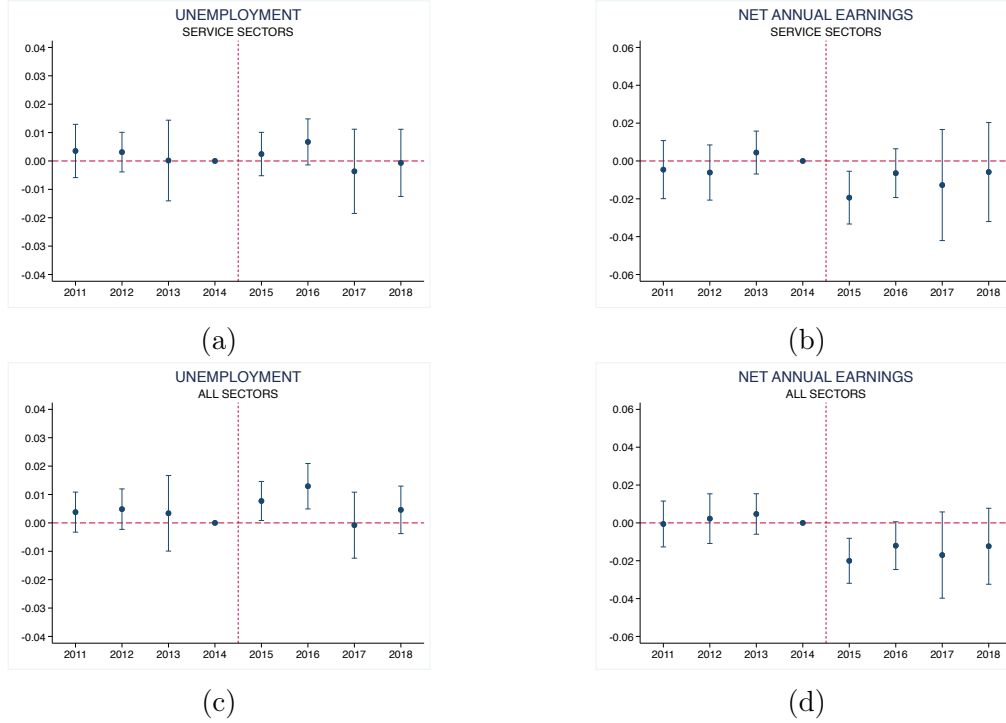 UNEMPLOYMENT
SERVICE SECTORS
0.04
0.03
0.02
0.01
0.00
-0.01
-0.02
-0.03
-0.04
2011 2012 2013 2014 2015 2016 2017 2018
(a)
NET ANNUAL EARNINGS
SERVICE SECTORS
0.06
0.04
0.02
0.00
-0.02
-0.04
-0.06
2011 2012 2013 2014 2015 2016 2017 2018
(b)
UNEMPLOYMENT
ALL SECTORS
0.04
0.03
0.02
0.01
0.00
-0.01
-0.02
-0.03
-0.04
2011 2012 2013 2014 2015 2016 2017 2018
(c)
NET ANNUAL EARNINGS
ALL SECTORS
0.06
0.04
0.02
0.00
-0.02
-0.04
-0.06
2011 2012 2013 2014 2015 2016 2017 2018
(d)